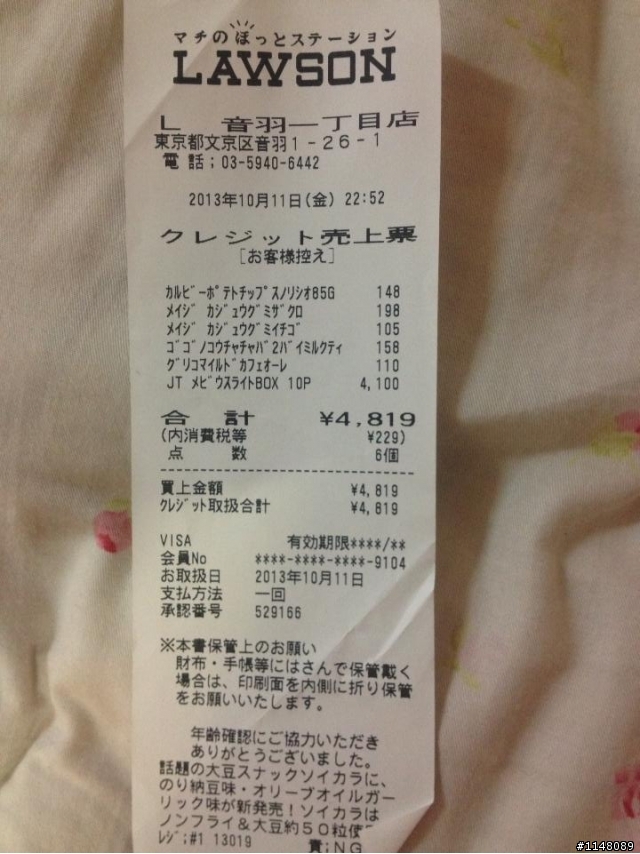 マチのほっとステーション
LAWSON
L 音羽一丁目店
東京都文京区音羽1-26-1
電話;03-5940-6442
2013年10月11日(金) 22:52
クレジット売上票
[お客様控え]
ｶﾙﾋﾞｰﾎﾟﾃﾄﾁｯﾌﾟｽﾉﾘｼｵ85G 148
ﾒｲｼﾞ ｶｼﾞｭｳｸﾞﾐｻﾞｸﾛ 198
ﾒｲｼﾞ ｶｼﾞｭｳｸﾞﾐｲﾁｺﾞ 105
ｺﾞｺﾞﾉｺｳﾁｬﾁｬﾊﾞ2ﾊﾞｲﾐﾙｸﾃｨ 158
ｸﾞﾘｺﾏｲﾙﾄﾞｶﾌｪｵｰﾚ 110
JT ﾒﾋﾞｳｽﾗｲﾄBOX 10P 4,100
合計 ¥4,819
(内消費税等 ¥229)
点数 6個
買上金額 ¥4,819
ｸﾚｼﾞｯﾄ取扱合計 ¥4,819
VISA 有効期限****/**
会員No ****-****-****-9104
お取扱日 2013年10月11日
支払方法 一回
承認番号 529166
※本書保管上のお願い
財布・手帳等にはさんで保管戴く
場合は、印刷面を内側に折り保管
をお願いいたします。
年齢確認にご協力いただき
ありがとうございました。
話題の大豆スナックソイカラに、
のり納豆味・オリーブオイルガー
リック味が新発売！ソイカラは
ノンフライ＆大豆約50粒使
ﾚｼﾞ;#1 13019 責;NG
#1148089